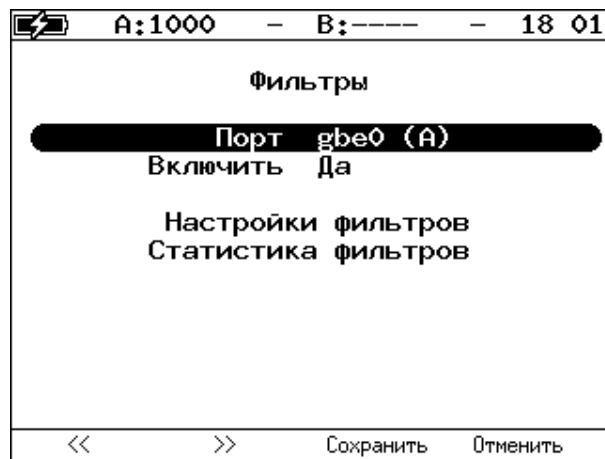 A:1000 – B:---- – 18 01
Фильтры
Порт gbe0 (A)
Включить Да
Настройки фильтров
Статистика фильтров
<< >> Сохранить Отменить